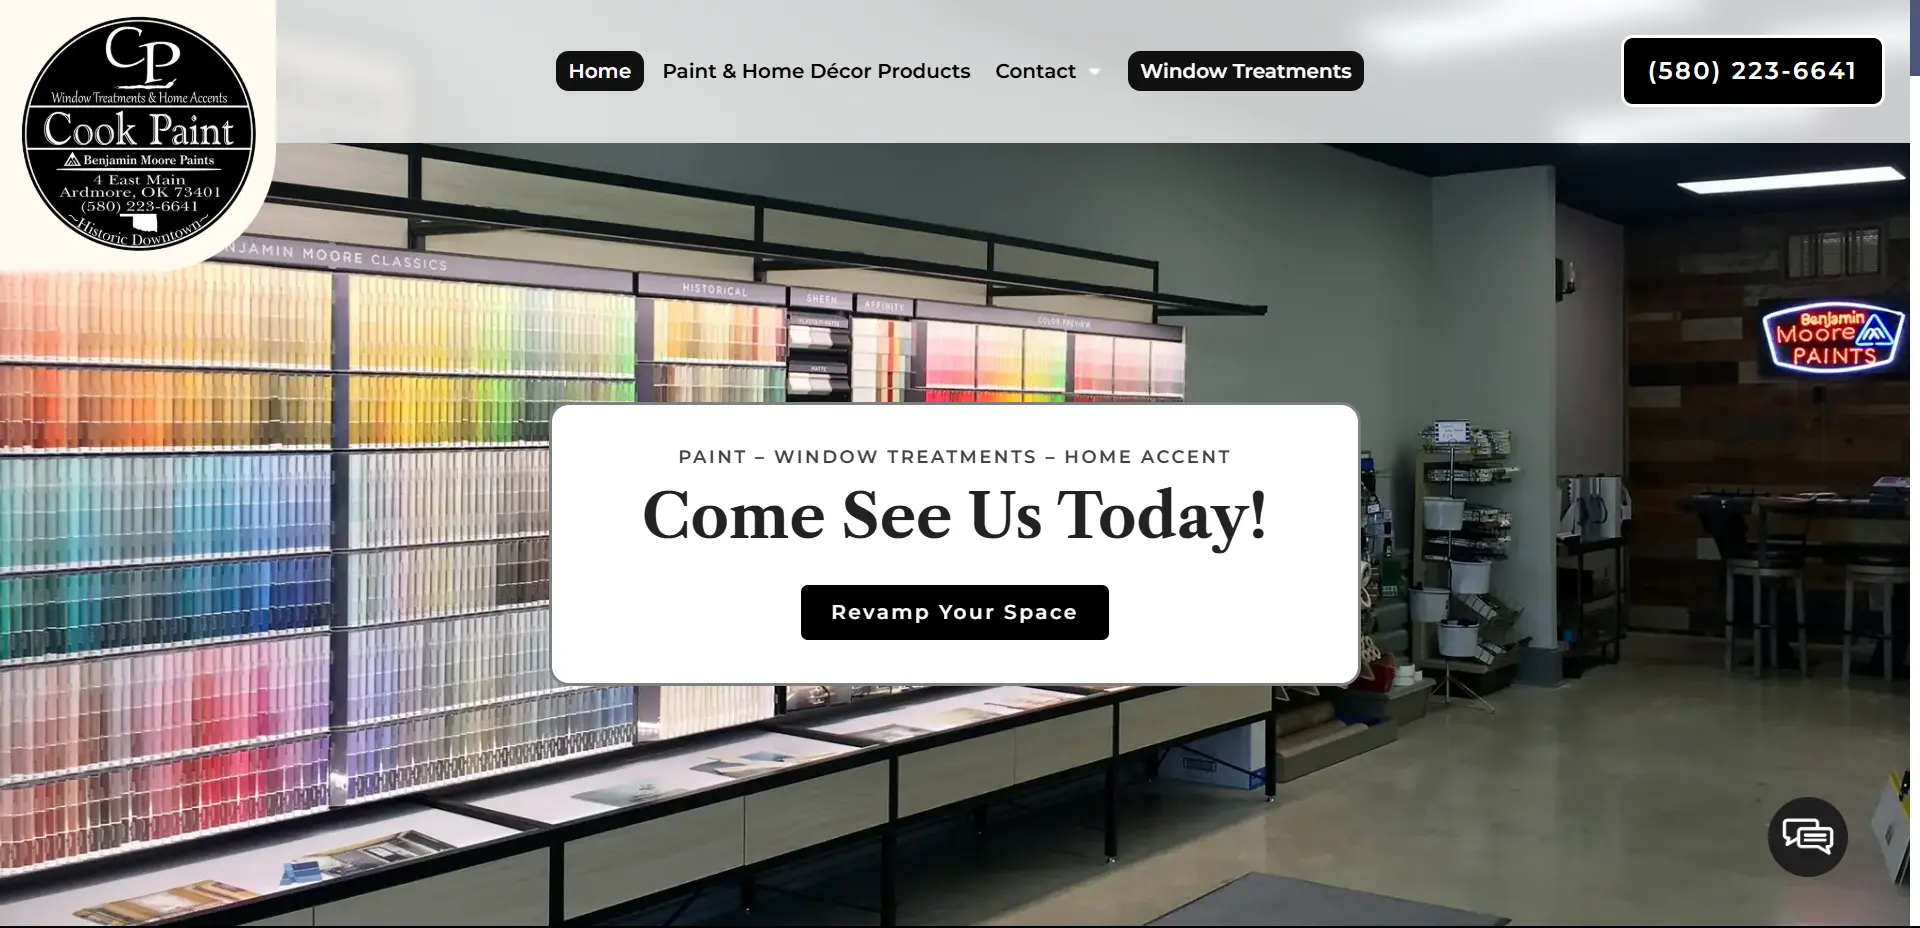 CP
Window Treatments & Home Accents
Cook Paint
Benjamin Moore Paints
4 East Main
Ardmore, OK 73401
(580) 223-6641
~Historic Downtown~
Home
Paint & Home Décor Products
Contact
Window Treatments
(580) 223-6641
NJAMIN MOORE CLASSICS
HISTORICAL
SHEEN
AFFINITY
COLOR PREVIEW
MATTE
Benjamin
Moore
PAINTS
PAINT – WINDOW TREATMENTS – HOME ACCENT
Come See Us Today!
Revamp Your Space